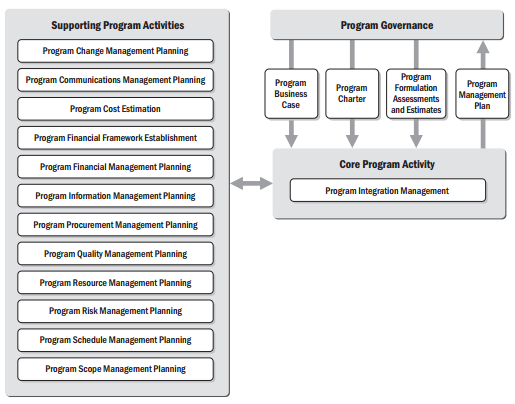 Supporting Program Activities
Program Change Management Planning
Program Communications Management Planning
Program Cost Estimation
Program Financial Framework Establishment
Program Financial Management Planning
Program Information Management Planning
Program Procurement Management Planning
Program Quality Management Planning
Program Resource Management Planning
Program Risk Management Planning
Program Schedule Management Planning
Program Scope Management Planning
Program Governance
Program
Business
Case
Program
Charter
Program
Formulation
Assessments
and Estimates
Program
Management
Plan
Core Program Activity
Program Integration Management